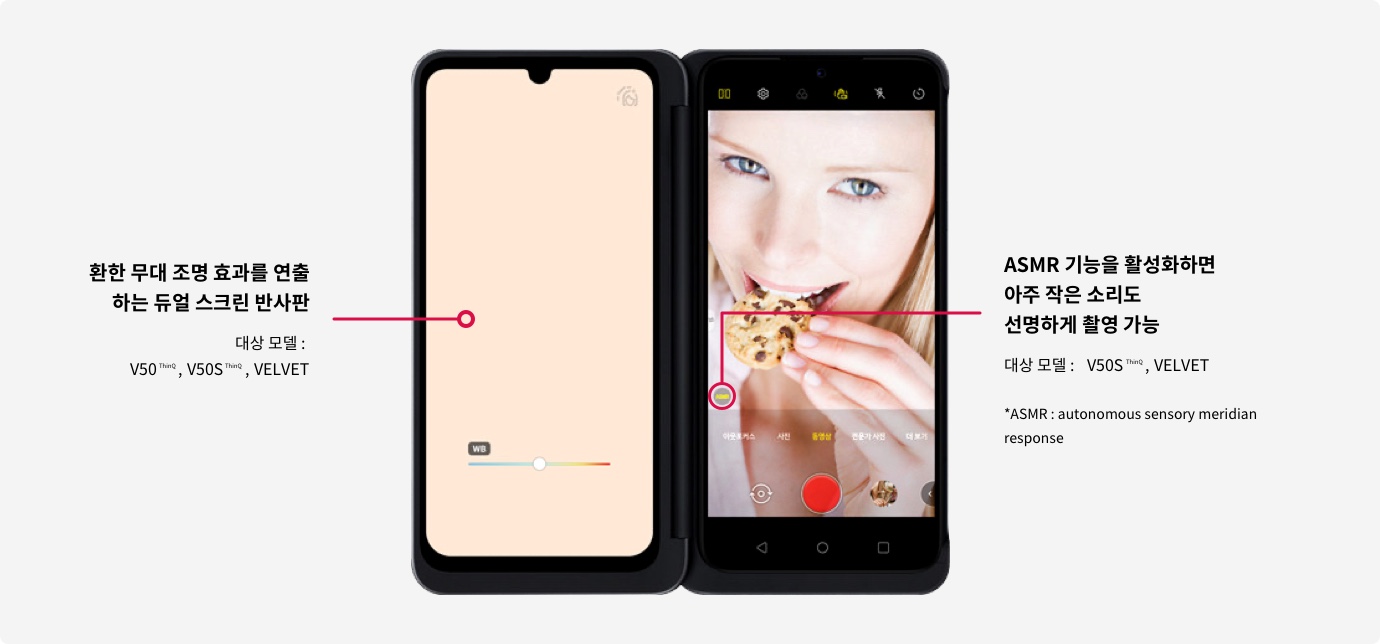 환한 무대 조명 효과를 연출
하는 듀얼 스크린 반사판
대상 모델 :
V50 ThinQ , V50S ThinQ , VELVET
WB
ASMR
아웃포커스 사진 동영상 전문가 사진 더 보기
ASMR 기능을 활성화하면
아주 작은 소리도
선명하게 촬영 가능
대상 모델 : V50S ThinQ , VELVET
*ASMR : autonomous sensory meridian
response